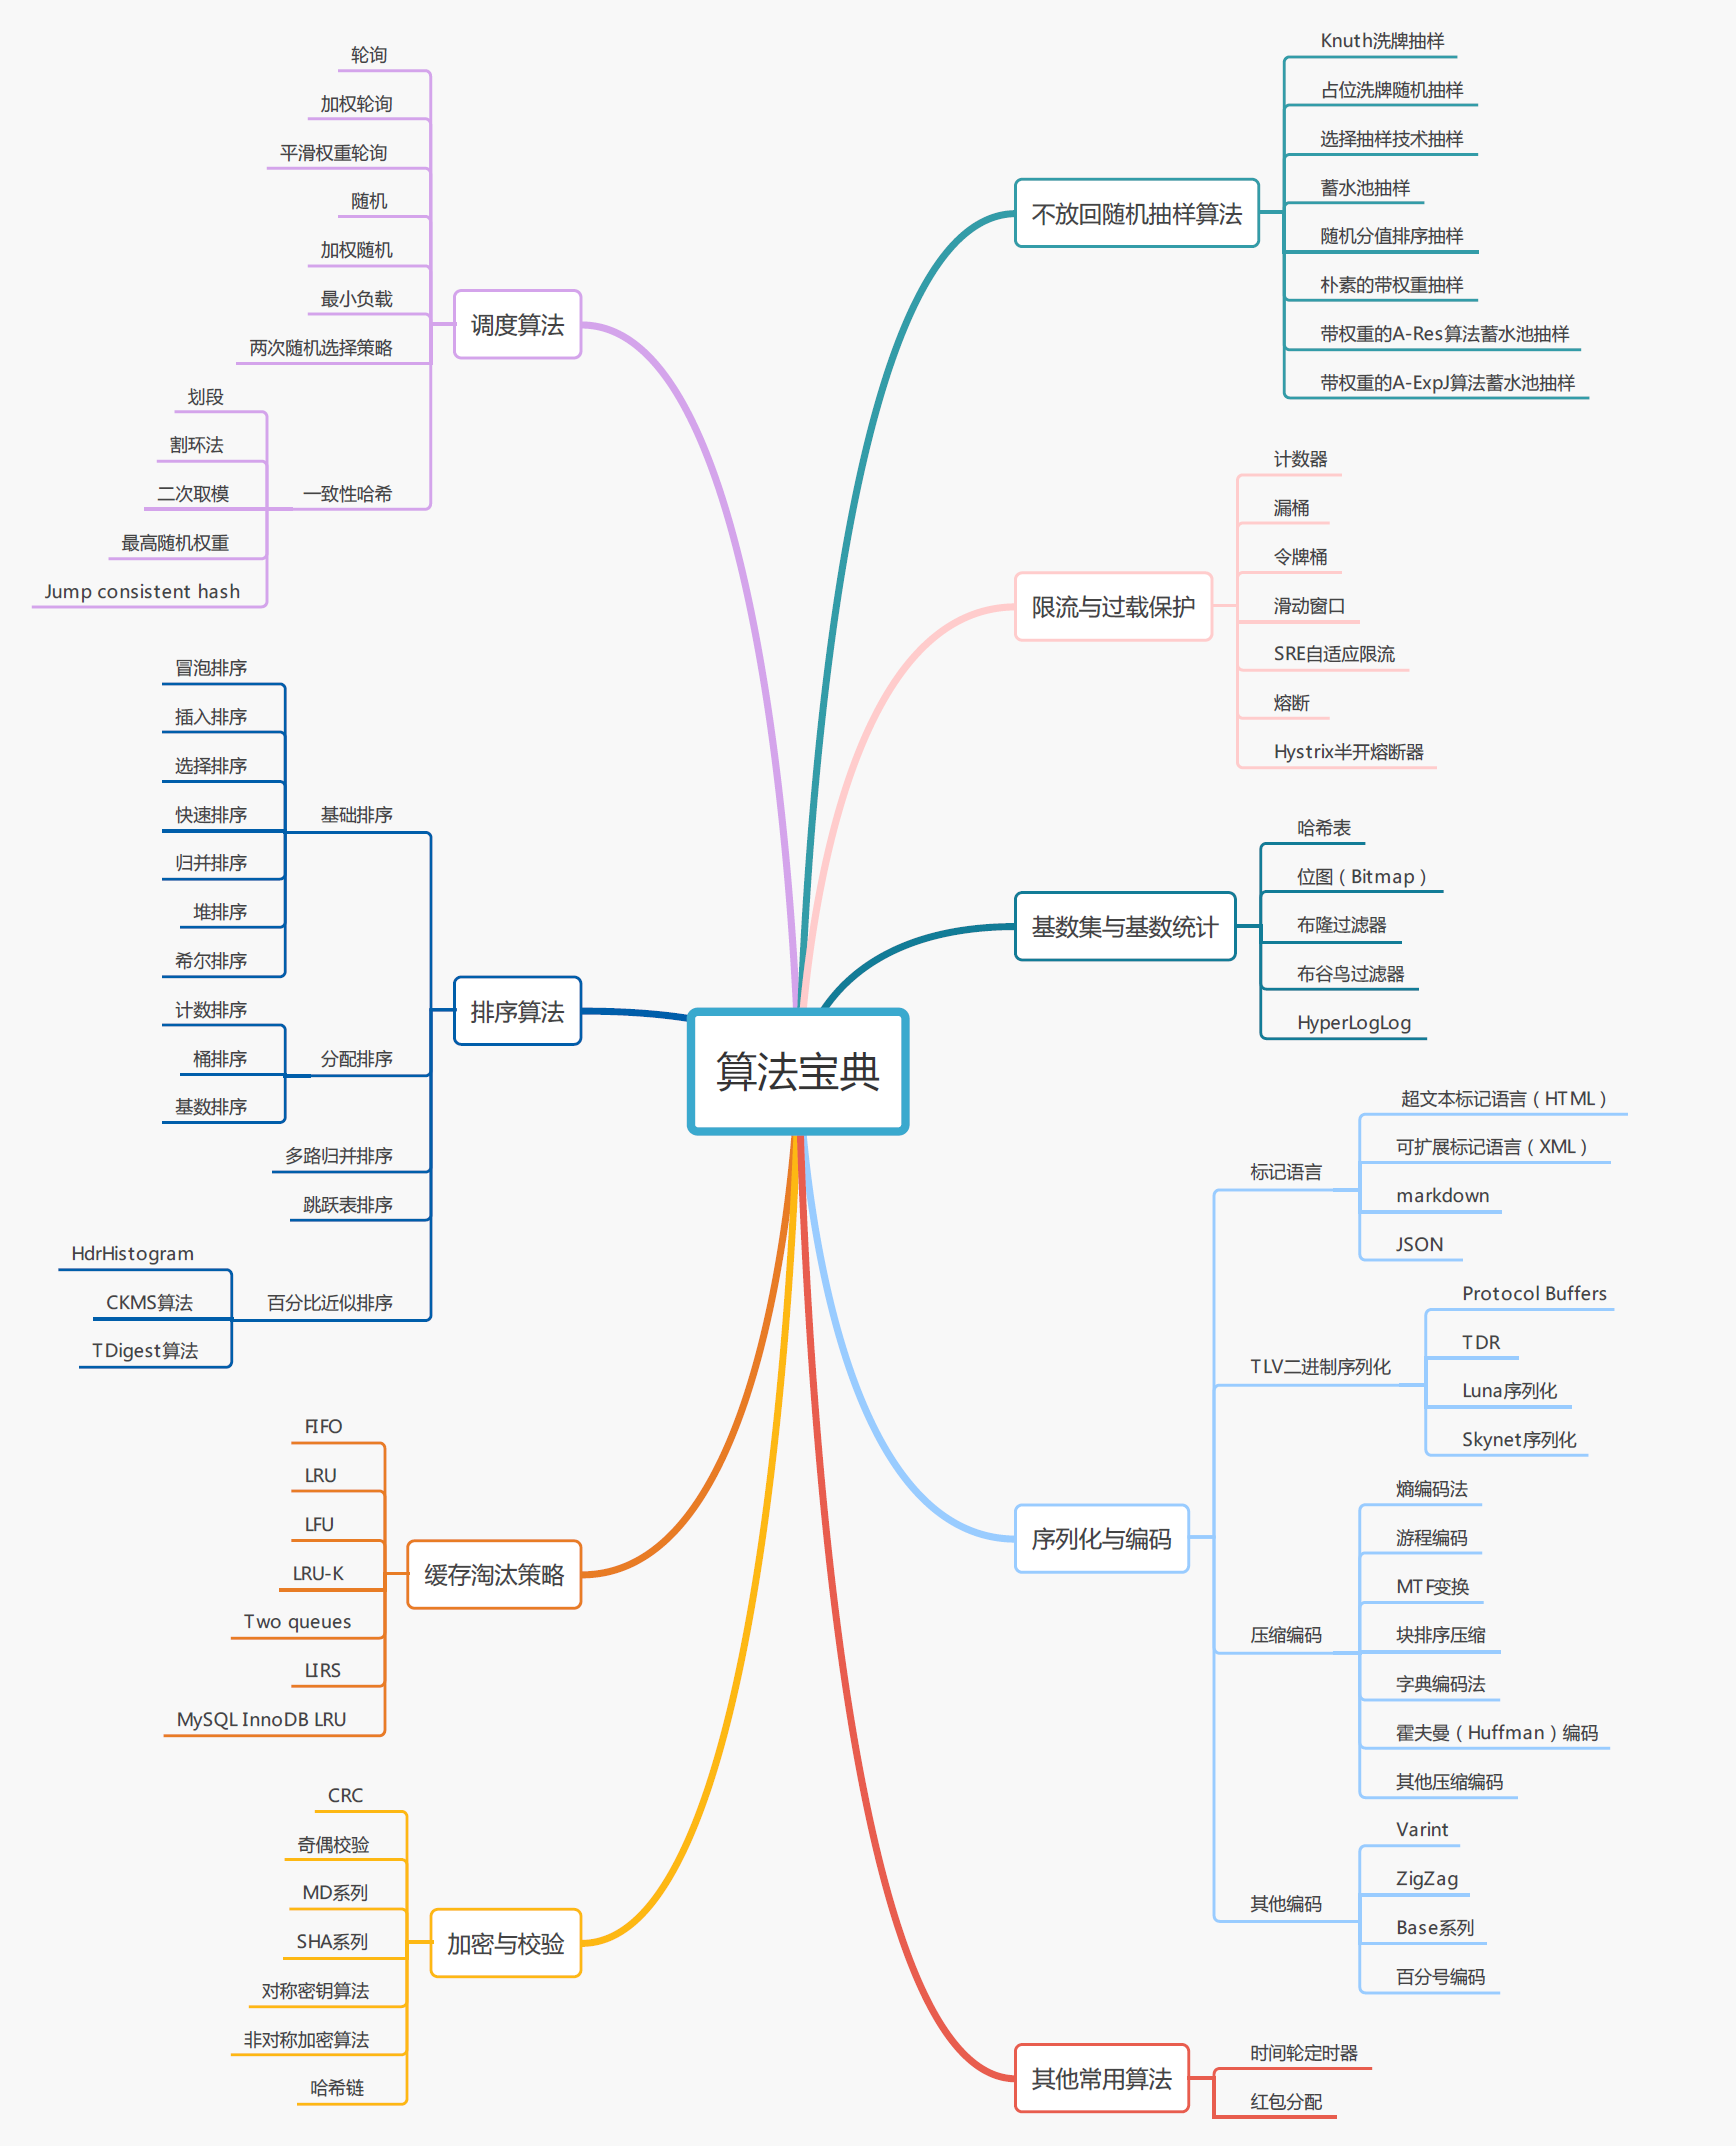 算法宝典
不放回随机抽样算法
Knuth洗牌抽样
占位洗牌随机抽样
选择抽样技术抽样
蓄水池抽样
随机分值排序抽样
朴素的带权重抽样
带权重的A-Res算法蓄水池抽样
带权重的A-ExpJ算法蓄水池抽样
限流与过载保护
计数器
漏桶
令牌桶
滑动窗口
SRE自适应限流
熔断
Hystrix半开熔断器
基数集与基数统计
哈希表
位图（Bitmap）
布隆过滤器
布谷鸟过滤器
HyperLogLog
序列化与编码
标记语言
超文本标记语言（HTML）
可扩展标记语言（XML）
markdown
JSON
TLV二进制序列化
Protocol Buffers
TDR
Luna序列化
Skynet序列化
压缩编码
熵编码法
游程编码
MTF变换
块排序压缩
字典编码法
霍夫曼（Huffman）编码
其他压缩编码
其他编码
Varint
ZigZag
Base系列
百分号编码
其他常用算法
时间轮定时器
红包分配
调度算法
轮询
加权轮询
平滑权重轮询
随机
加权随机
最小负载
两次随机选择策略
一致性哈希
划段
割环法
二次取模
最高随机权重
Jump consistent hash
排序算法
基础排序
冒泡排序
插入排序
选择排序
快速排序
归并排序
堆排序
希尔排序
分配排序
计数排序
桶排序
基数排序
多路归并排序
跳跃表排序
百分比近似排序
HdrHistogram
CKMS算法
TDigest算法
缓存淘汰策略
FIFO
LRU
LFU
LRU-K
Two queues
LIRS
MySQL InnoDB LRU
加密与校验
CRC
奇偶校验
MD系列
SHA系列
对称密钥算法
非对称加密算法
哈希链